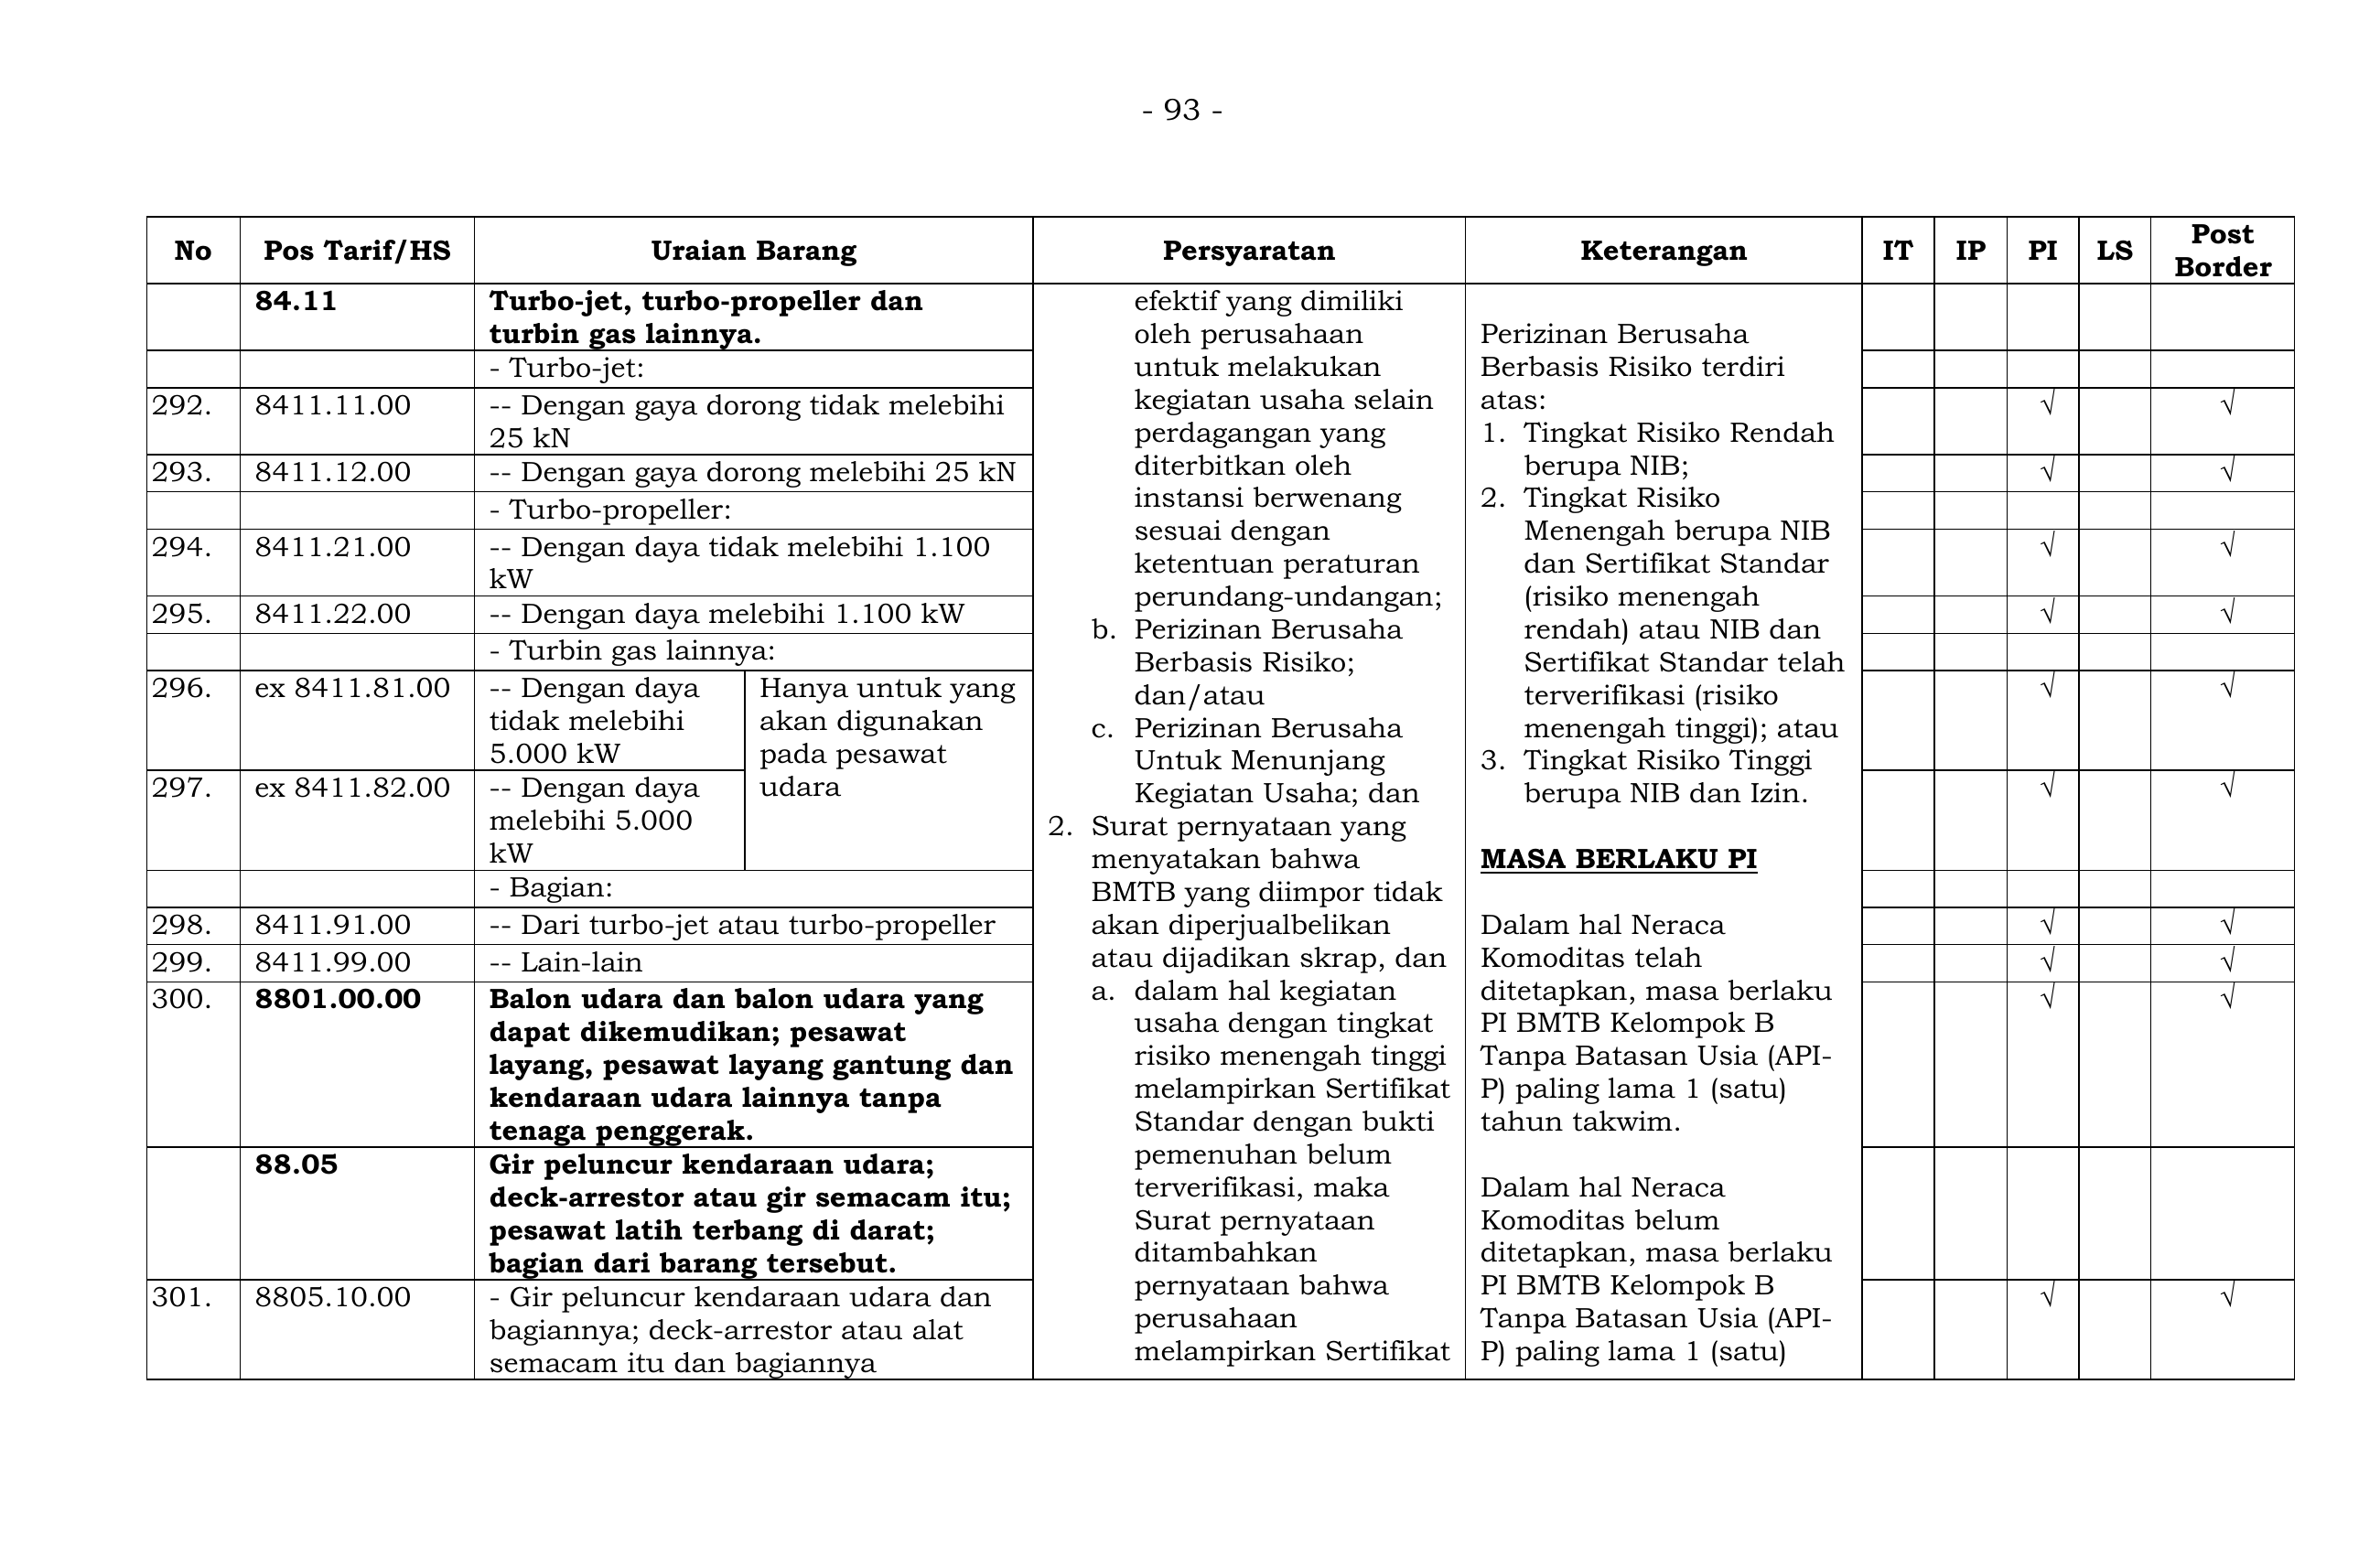 - 93 -
No
Pos Tarif/HS
Uraian Barang
Persyaratan
Keterangan
IT
IP
PI
LS
Post
Border
84.11
Turbo-jet, turbo-propeller dan
turbin gas lainnya.
- Turbo-jet:
292.
8411.11.00
-- Dengan gaya dorong tidak melebihi
25 kN
√
√
293.
8411.12.00
-- Dengan gaya dorong melebihi 25 kN
√
√
- Turbo-propeller:
294.
8411.21.00
-- Dengan daya tidak melebihi 1.100
kW
√
√
295.
8411.22.00
-- Dengan daya melebihi 1.100 kW
√
√
- Turbin gas lainnya:
296.
ex 8411.81.00
-- Dengan daya
tidak melebihi
5.000 kW
Hanya untuk yang
akan digunakan
pada pesawat
udara
√
√
297.
ex 8411.82.00
-- Dengan daya
melebihi 5.000
kW
√
√
- Bagian:
298.
8411.91.00
-- Dari turbo-jet atau turbo-propeller
√
√
299.
8411.99.00
-- Lain-lain
√
√
300.
8801.00.00
Balon udara dan balon udara yang
dapat dikemudikan; pesawat
layang, pesawat layang gantung dan
kendaraan udara lainnya tanpa
tenaga penggerak.
√
√
88.05
Gir peluncur kendaraan udara;
deck-arrestor atau gir semacam itu;
pesawat latih terbang di darat;
bagian dari barang tersebut.
301.
8805.10.00
- Gir peluncur kendaraan udara dan
bagiannya; deck-arrestor atau alat
semacam itu dan bagiannya
√
√
efektif yang dimiliki
oleh perusahaan
untuk melakukan
kegiatan usaha selain
perdagangan yang
diterbitkan oleh
instansi berwenang
sesuai dengan
ketentuan peraturan
perundang-undangan;
b. Perizinan Berusaha
Berbasis Risiko;
dan/atau
c. Perizinan Berusaha
Untuk Menunjang
Kegiatan Usaha; dan
2. Surat pernyataan yang
menyatakan bahwa
BMTB yang diimpor tidak
akan diperjualbelikan
atau dijadikan skrap, dan
a. dalam hal kegiatan
usaha dengan tingkat
risiko menengah tinggi
melampirkan Sertifikat
Standar dengan bukti
pemenuhan belum
terverifikasi, maka
Surat pernyataan
ditambahkan
pernyataan bahwa
perusahaan
melampirkan Sertifikat
Perizinan Berusaha
Berbasis Risiko terdiri
atas:
1. Tingkat Risiko Rendah
berupa NIB;
2. Tingkat Risiko
Menengah berupa NIB
dan Sertifikat Standar
(risiko menengah
rendah) atau NIB dan
Sertifikat Standar telah
terverifikasi (risiko
menengah tinggi); atau
3. Tingkat Risiko Tinggi
berupa NIB dan Izin.
MASA BERLAKU PI
Dalam hal Neraca
Komoditas telah
ditetapkan, masa berlaku
PI BMTB Kelompok B
Tanpa Batasan Usia (API-
P) paling lama 1 (satu)
tahun takwim.
Dalam hal Neraca
Komoditas belum
ditetapkan, masa berlaku
PI BMTB Kelompok B
Tanpa Batasan Usia (API-
P) paling lama 1 (satu)